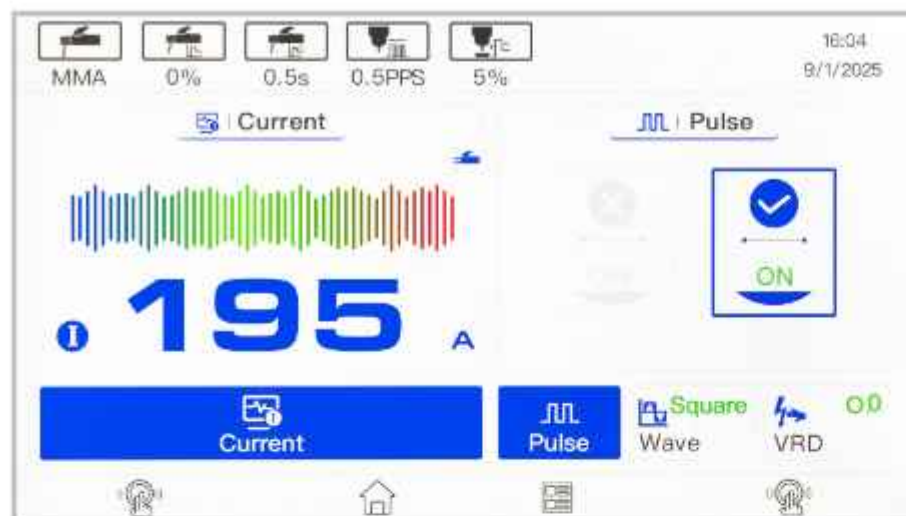 MMA 0% 0.5s 0.5PPS 5%
16:04
9/1/2025
Current
Pulse
195 A
ON
Current
Pulse
Square
Wave
VRD